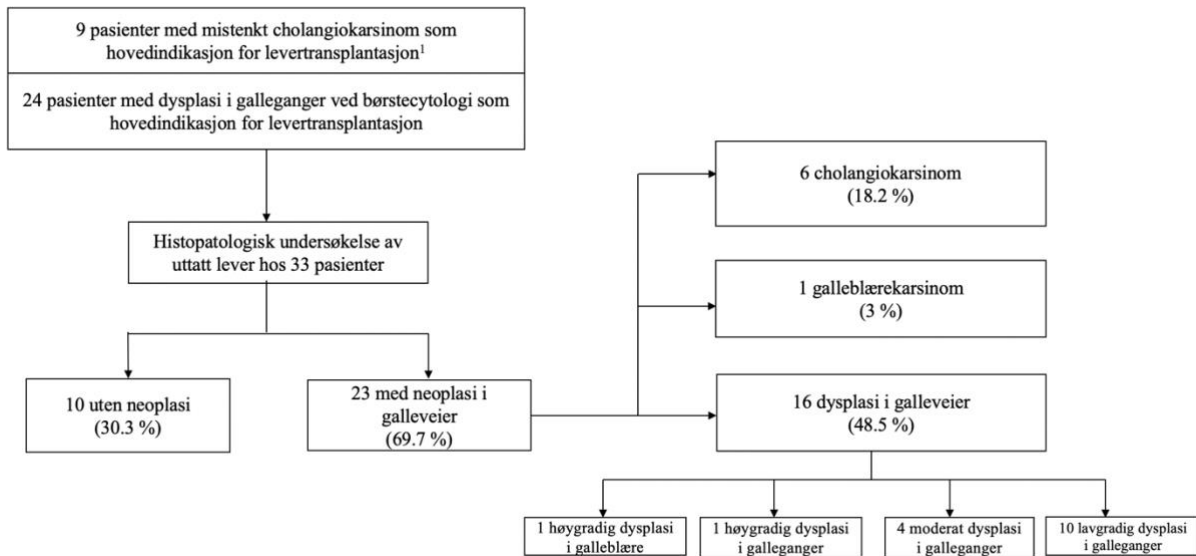 9 pasienter med mistenkt cholangiokarsinom som
hovedindikasjon for levertransplantasjon¹
24 pasienter med dysplasi i galleganger ved børstecytologi som
hovedindikasjon for levertransplantasjon
Histopatologisk undersøkelse av
uttatt lever hos 33 pasienter
10 uten neoplasi
(30.3 %)
23 med neoplasi i
galleveier
(69.7 %)
6 cholangiokarsinom
(18.2 %)
1 galleblærekarsinom
(3 %)
16 dysplasi i galleveier
(48.5 %)
1 høygradig dysplasi
i galleblære
1 høygradig dysplasi
i galleganger
4 moderat dysplasi
i galleganger
10 lavgradig dysplasi
i galleganger